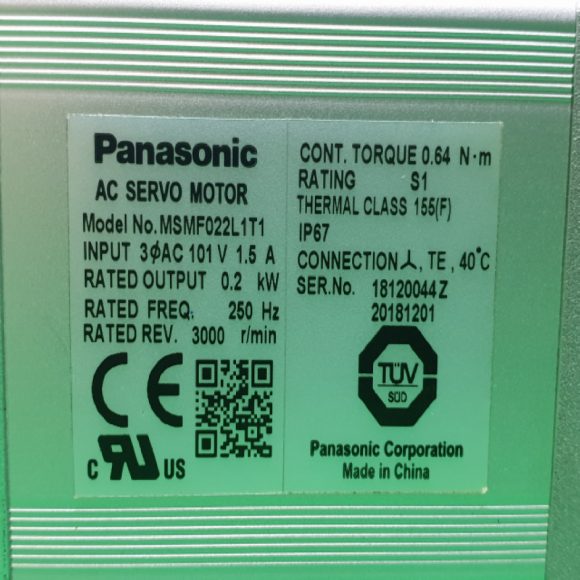 Panasonic
AC SERVO MOTOR
Model No.MSMF022L1T1
INPUT 3ϕAC 101 V 1.5 A
RATED OUTPUT 0.2 kW
RATED FREQ. 250 Hz
RATED REV. 3000 r/min
CE
c RU US
CONT. TORQUE 0.64 N·m
RATING S1
THERMAL CLASS 155(F)
IP67
CONNECTION 人, TE , 40°C
SER.No. 18120044Z
20181201
TÜV
SÜD
Panasonic Corporation
Made in China